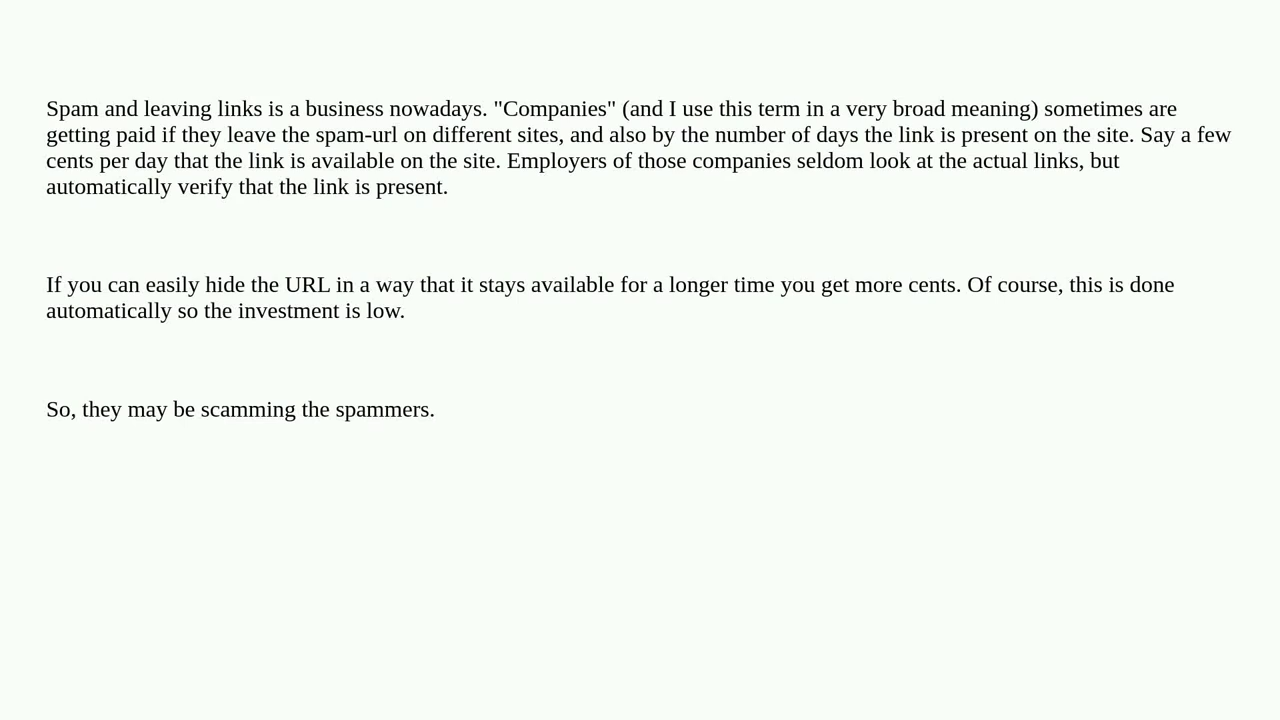 Spam and leaving links is a business nowadays. "Companies" (and I use this term in a very broad meaning) sometimes are
getting paid if they leave the spam-url on different sites, and also by the number of days the link is present on the site. Say a few
cents per day that the link is available on the site. Employers of those companies seldom look at the actual links, but
automatically verify that the link is present.
If you can easily hide the URL in a way that it stays available for a longer time you get more cents. Of course, this is done
automatically so the investment is low.
So, they may be scamming the spammers.